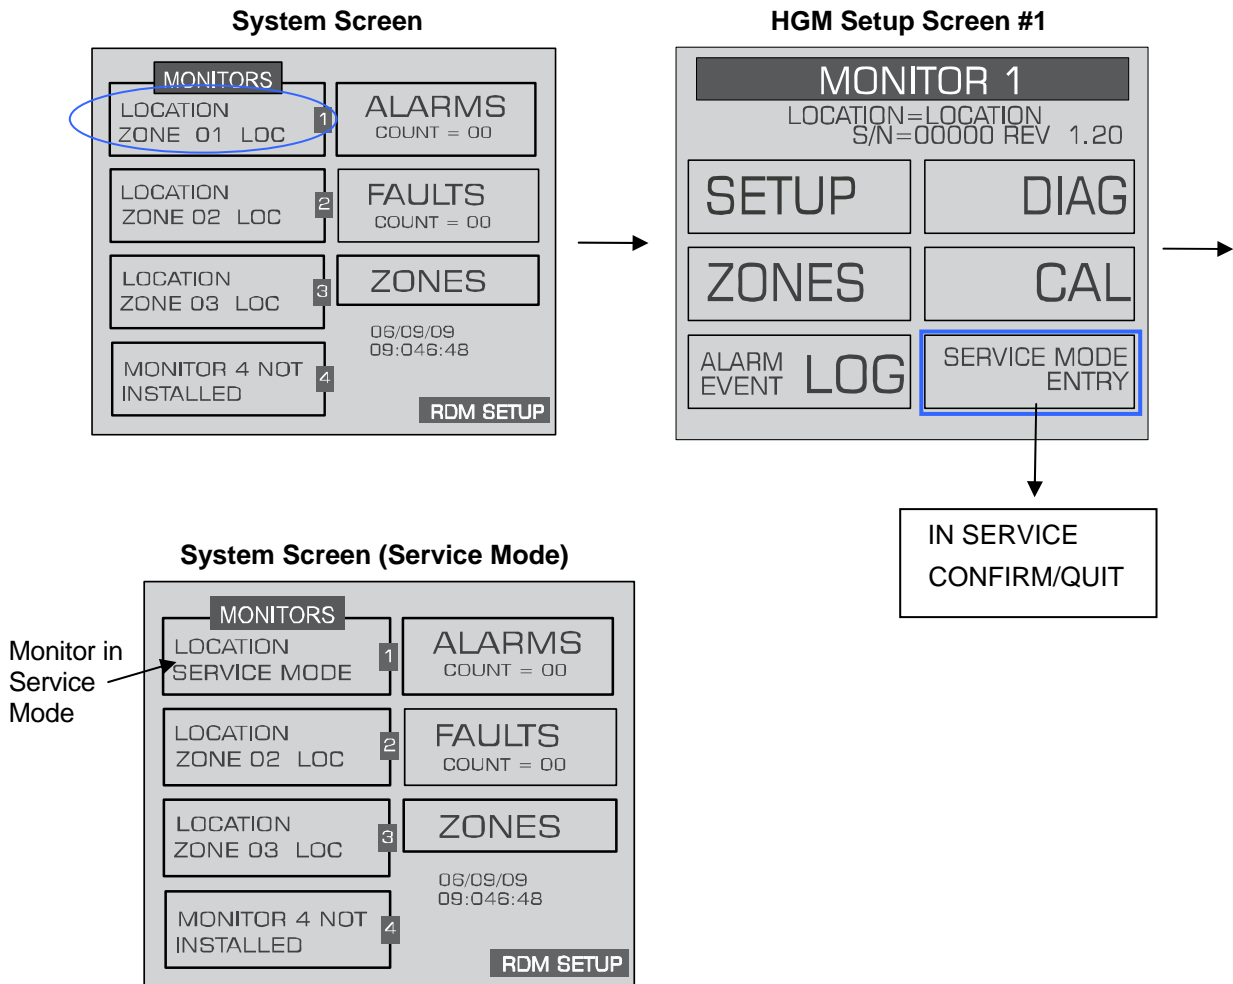 System Screen
MONITORS
LOCATION
ZONE 01 LOC
1
ALARMS
COUNT = 00
LOCATION
ZONE 02 LOC
2
FAULTS
COUNT = 00
LOCATION
ZONE 03 LOC
3
ZONES
06/09/09
09:046:48
MONITOR 4 NOT
INSTALLED
4
RDM SETUP
HGM Setup Screen #1
MONITOR 1
LOCATION=LOCATION
S/N=00000 REV 1.20
SETUP
DIAG
ZONES
CAL
ALARM
EVENT
LOG
SERVICE MODE
ENTRY
IN SERVICE
CONFIRM/QUIT
System Screen (Service Mode)
Monitor in
Service
Mode
MONITORS
LOCATION
SERVICE MODE
1
ALARMS
COUNT = 00
LOCATION
ZONE 02 LOC
2
FAULTS
COUNT = 00
LOCATION
ZONE 03 LOC
3
ZONES
06/09/09
09:046:48
MONITOR 4 NOT
INSTALLED
4
RDM SETUP